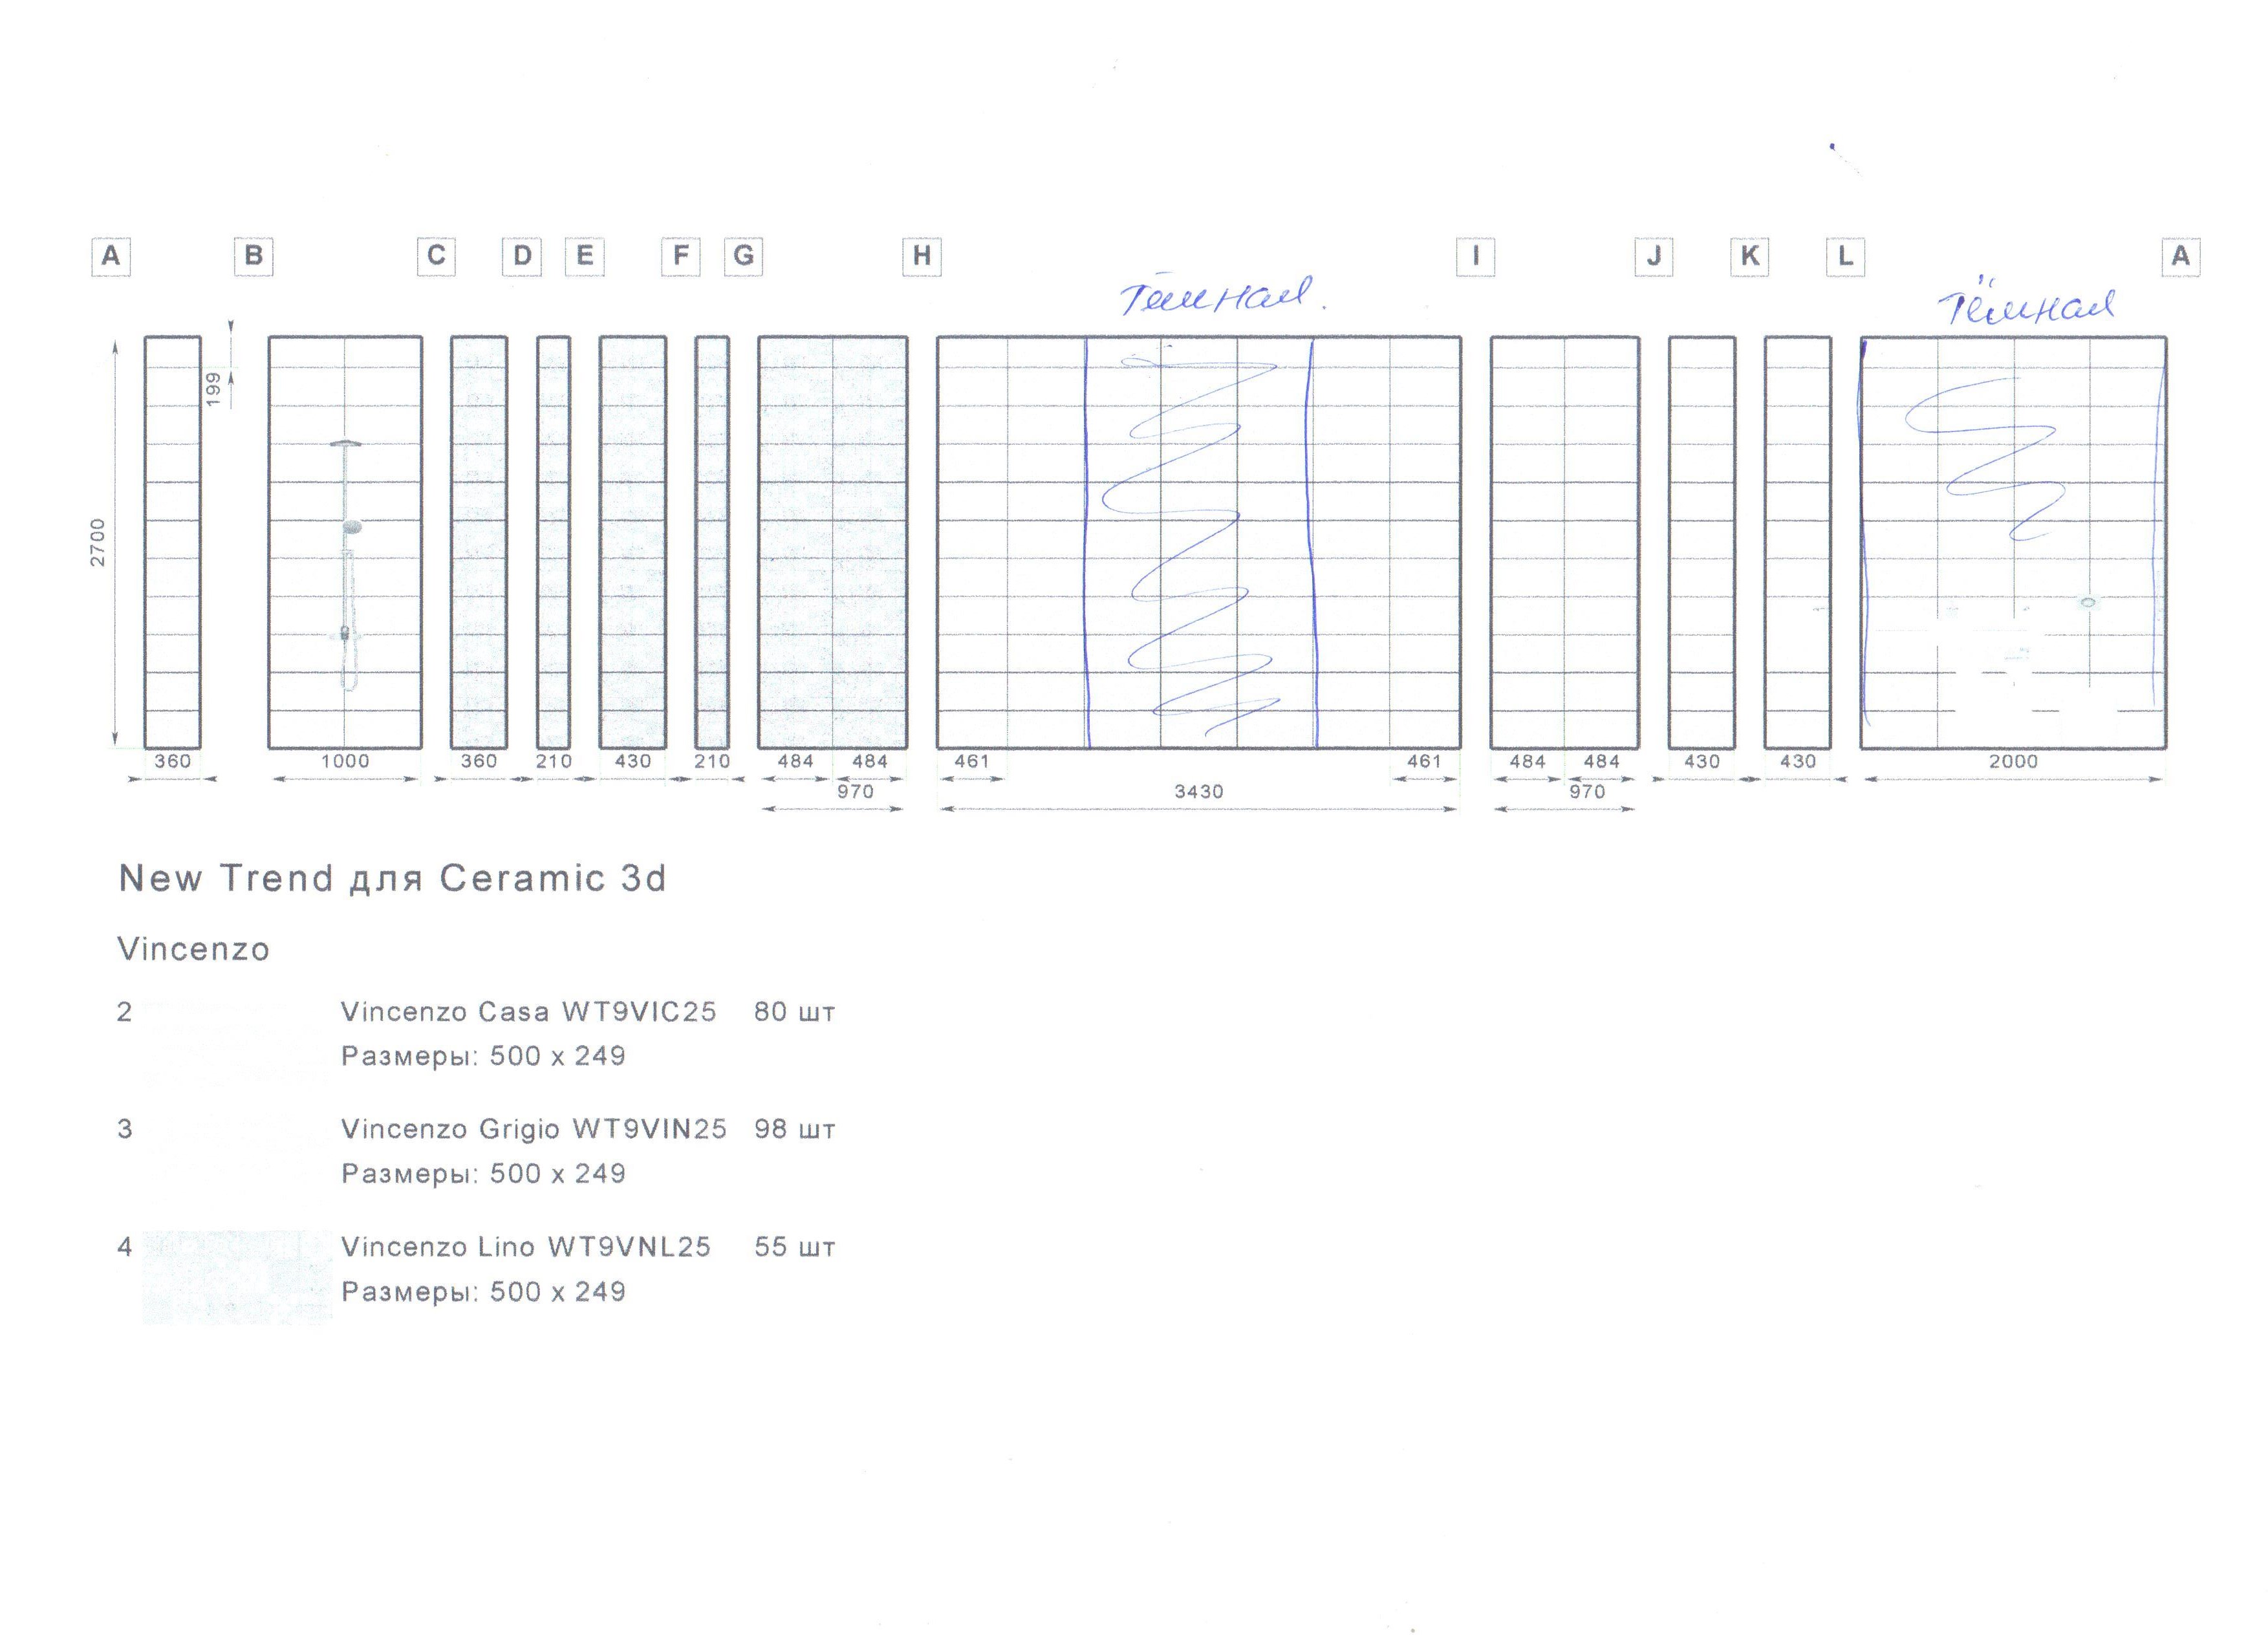 A B C D E F G H I J K L A
Тёмная.
Тёмная
199
2700
360 1000 360 210 430 210 484 484 461 461 484 484 430 430 2000
970 3430 970
New Trend для Ceramic 3d
Vincenzo
2 Vincenzo Casa WT9VIC25 80 шт
Размеры: 500 x 249
3 Vincenzo Grigio WT9VIN25 98 шт
Размеры: 500 x 249
4 Vincenzo Lino WT9VNL25 55 шт
Размеры: 500 x 249